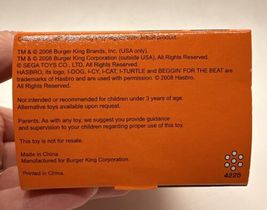 TM & © 2008 Burger King Brands, Inc. (USA only).
TM & © 2008 Burger King Corporation (outside USA). All Rights Reserved.
© SEGA TOYS CO., LTD. All Rights Reserved.
HASBRO, its logo, I-DOG, I-CY, I-CAT, I-TURTLE and BEGGIN' FOR THE BEAT are
trademarks of Hasbro and are used with permission. © 2008 Hasbro.
All Rights Reserved.
Not intended or recommended for children under 3 years of age.
Alternative toys available upon request.
Parents: As with any toy, we suggest you provide guidance
and supervision to your children regarding proper use of this toy.
This toy is not for resale.
Made in China
Manufactured for Burger King Corporation.
Printed in China.
4225